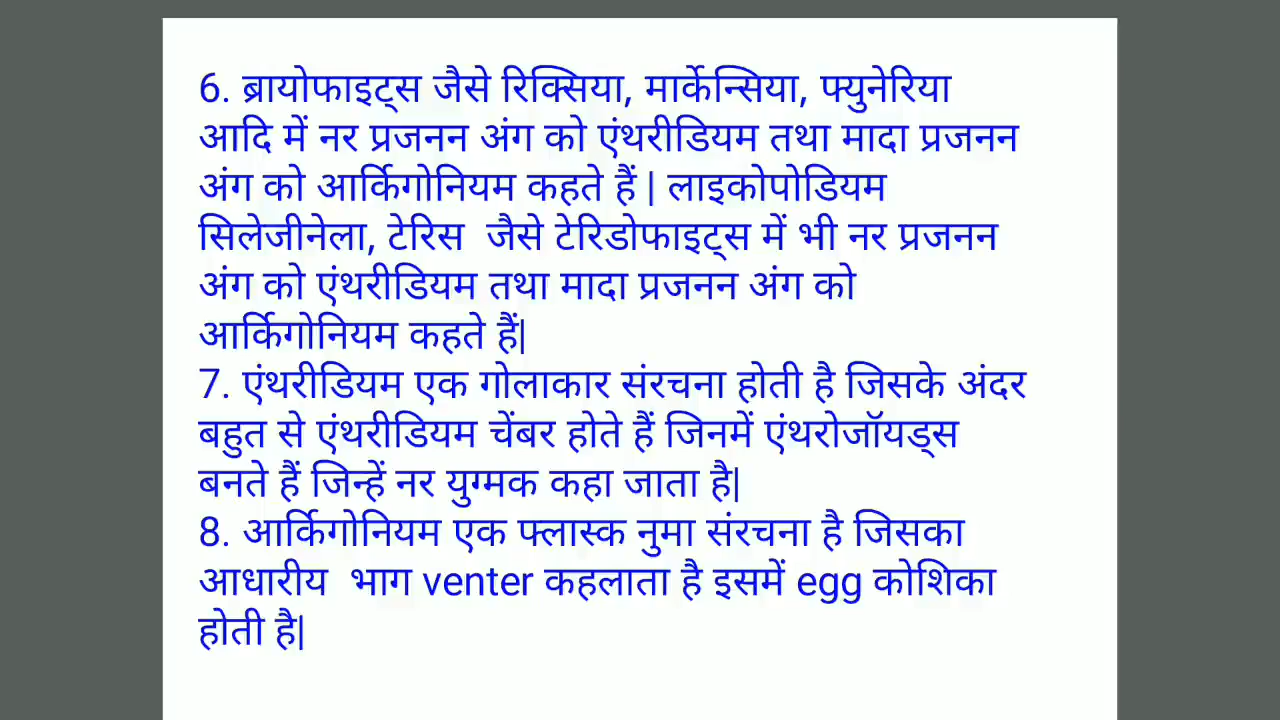 6. ब्रायोफाइट्स जैसे रिक्सिया, मार्केन्सिया, फ्युनेरिया
आदि में नर प्रजनन अंग को एंथरीडियम तथा मादा प्रजनन
अंग को आर्किगोनियम कहते हैं | लाइकोपोडियम
सिलेजीनेला, टेरिस जैसे टेरिडोफाइट्स में भी नर प्रजनन
अंग को एंथरीडियम तथा मादा प्रजनन अंग को
आर्किगोनियम कहते हैं|
7. एंथरीडियम एक गोलाकार संरचना होती है जिसके अंदर
बहुत से एंथरीडियम चेंबर होते हैं जिनमें एंथरोजॉयड्स
बनते हैं जिन्हें नर युग्मक कहा जाता है|
8. आर्किगोनियम एक फ्लास्क नुमा संरचना है जिसका
आधारीय भाग venter कहलाता है इसमें egg कोशिका
होती है|